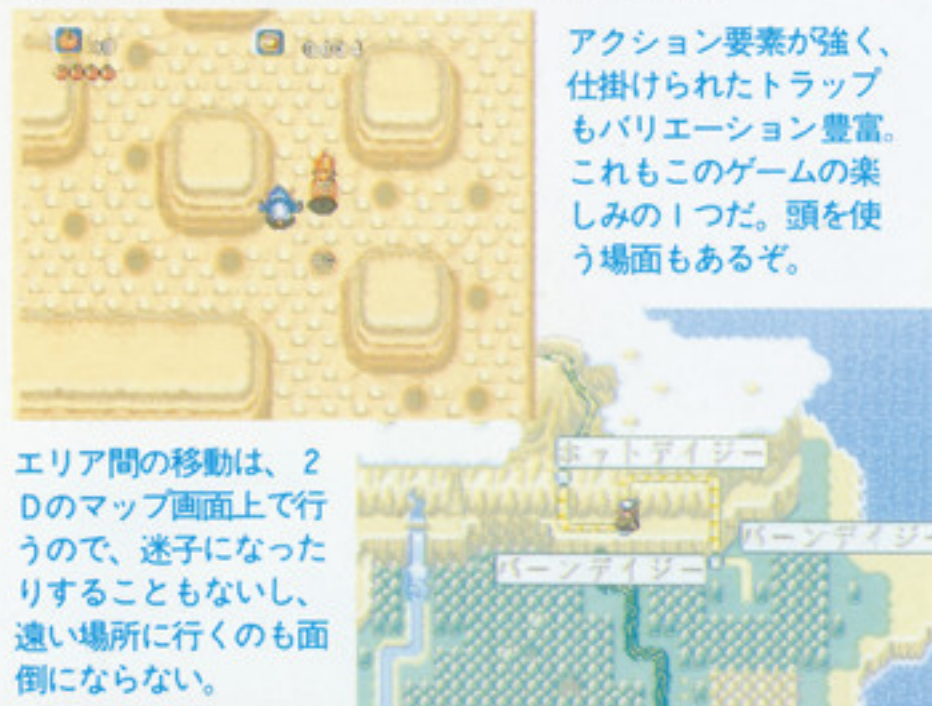 アクション要素が強く、
仕掛けられたトラップ
もバリエーション豊富。
これもこのゲームの楽
しみの1つだ。頭を使
う場面もあるぞ。
エリア間の移動は、2
Dのマップ画面上で行
うので、迷子になった
りすることもないし、
遠い場所に行くのも面
倒にならない。
ホットデイジー
バーンデイジー
バーンデイジー